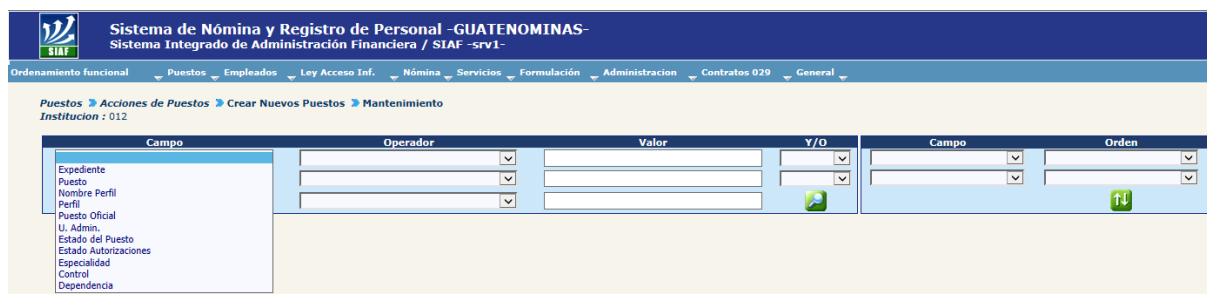 Sistema de Nómina y Registro de Personal -GUATENOMINAS-
Sistema Integrado de Administración Financiera / SIAF -srv1-
SIAF
Ordenamiento funcional Puestos Empleados Ley Acceso Inf. Nómina Servicios Formulación Administracion Contratos 029 General
Puestos Acciones de Puestos Crear Nuevos Puestos Mantenimiento
Institucion : 012
Campo Operador Valor Y/O Campo Orden
Expediente
Puesto
Nombre Perfil
Perfil
Puesto Oficial
U. Admin.
Estado del Puesto
Estado Autorizaciones
Especialidad
Control
Dependencia